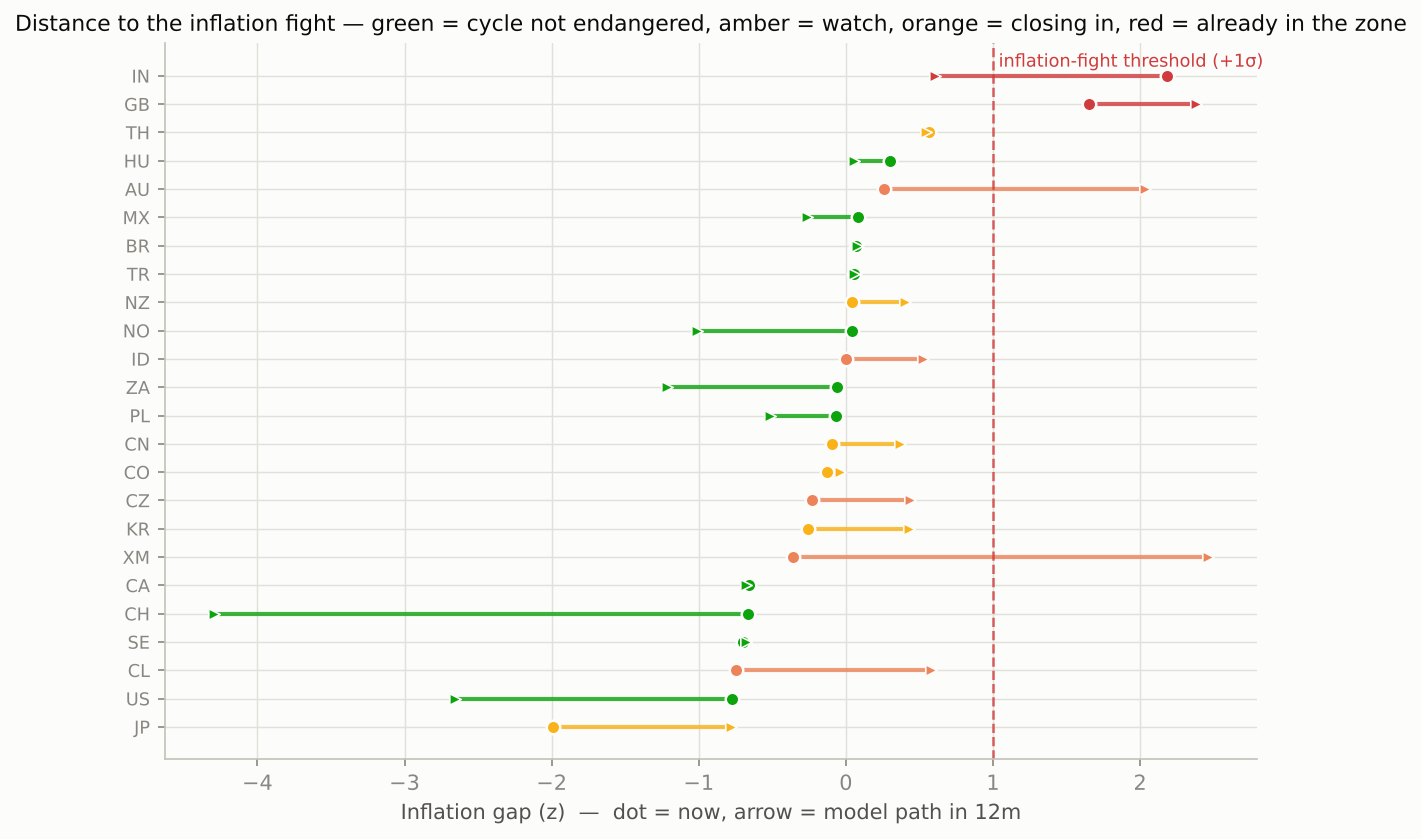 Distance to the inflation fight — green = cycle not endangered, amber = watch, orange = closing in, red = already in the zone
inflation-fight threshold (+1σ)
IN
GB
TH
HU
AU
MX
BR
TR
NZ
NO
ID
ZA
PL
CN
CO
CZ
KR
XM
CA
CH
SE
CL
US
JP
−4 −3 −2 −1 0 1 2
Inflation gap (z) — dot = now, arrow = model path in 12m